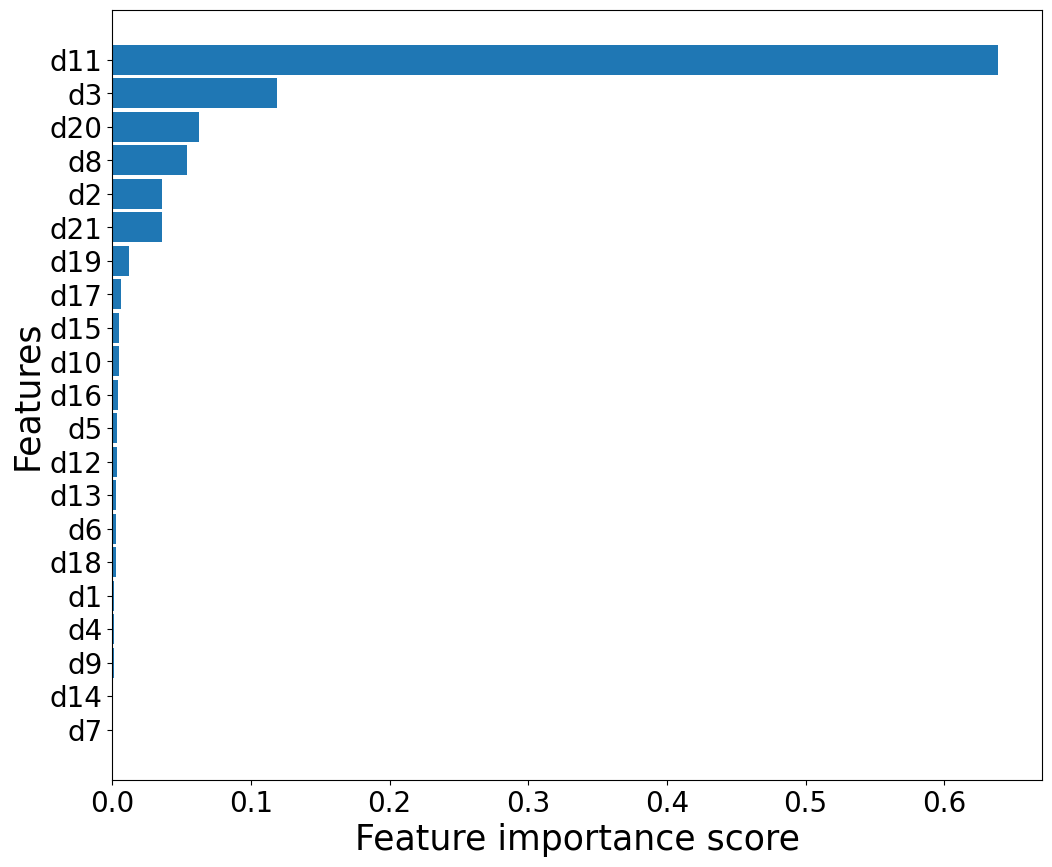 d11
d3
d20
d8
d2
d21
d19
d17
d15
d10
d16
d5
d12
d13
d6
d18
d1
d4
d9
d14
d7
Features
0.0 0.1 0.2 0.3 0.4 0.5 0.6
Feature importance score